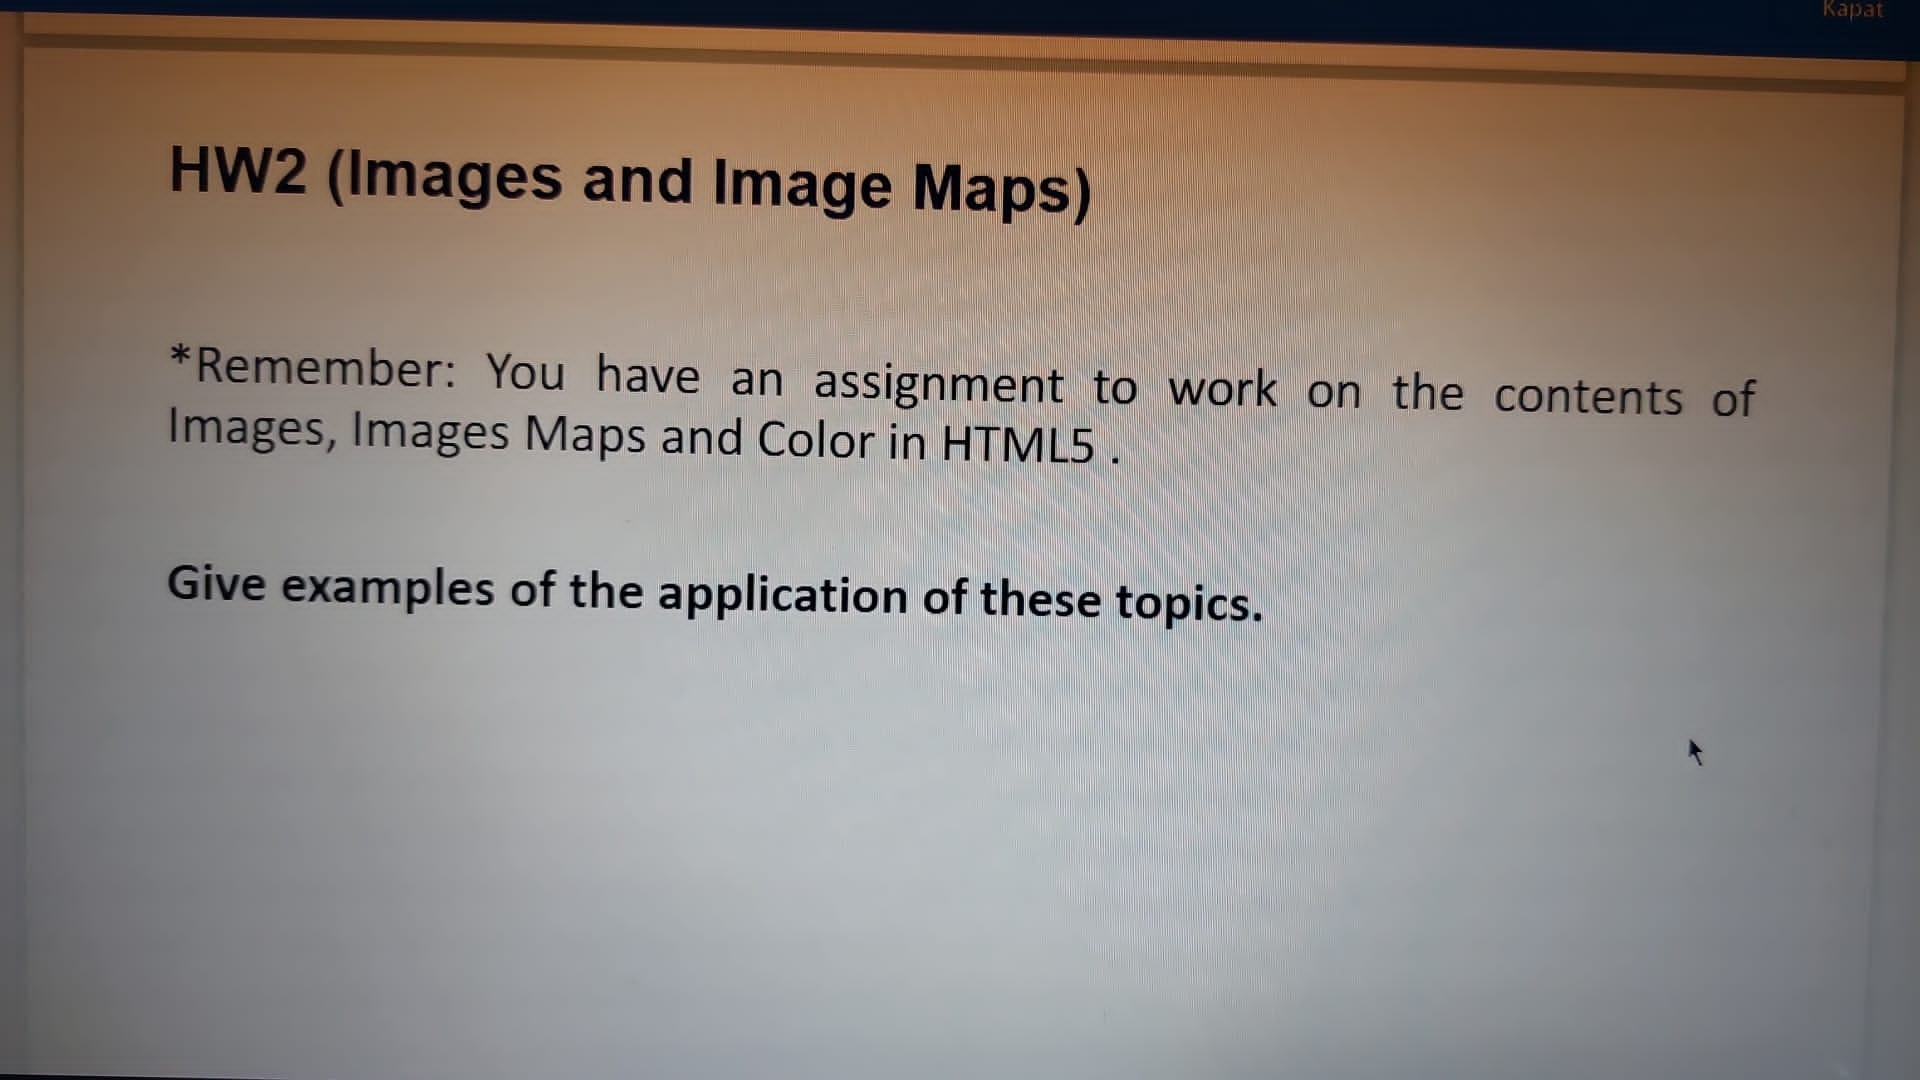 Kapat
HW2 (Images and Image Maps)
*Remember: You have an assignment to work on the contents of
Images, Images Maps and Color in HTML5 .
Give examples of the application of these topics.